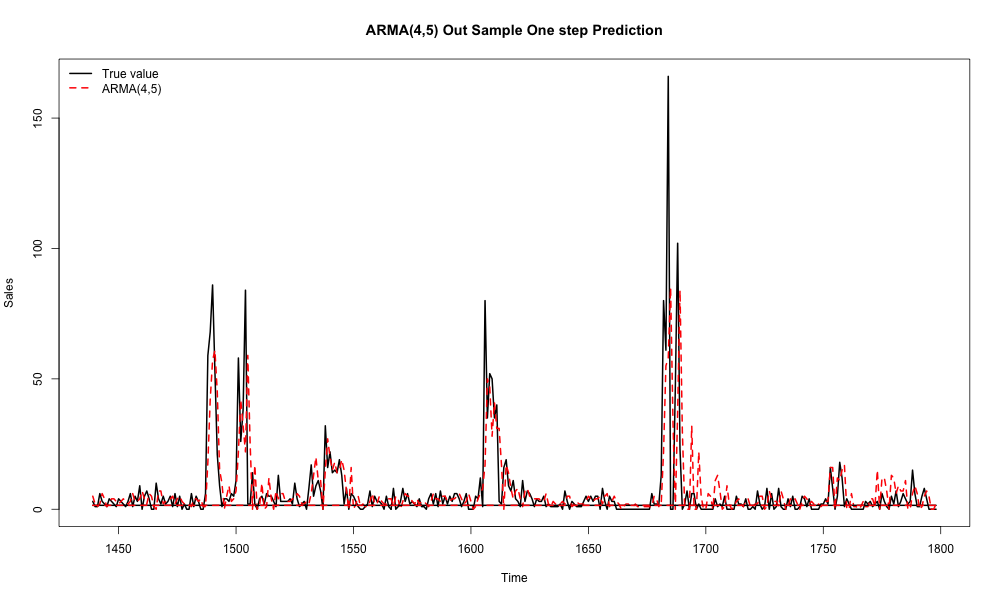 ARMA(4,5) Out Sample One step Prediction
True value
ARMA(4,5)
Sales
150
100
50
0
1450 1500 1550 1600 1650 1700 1750 1800
Time